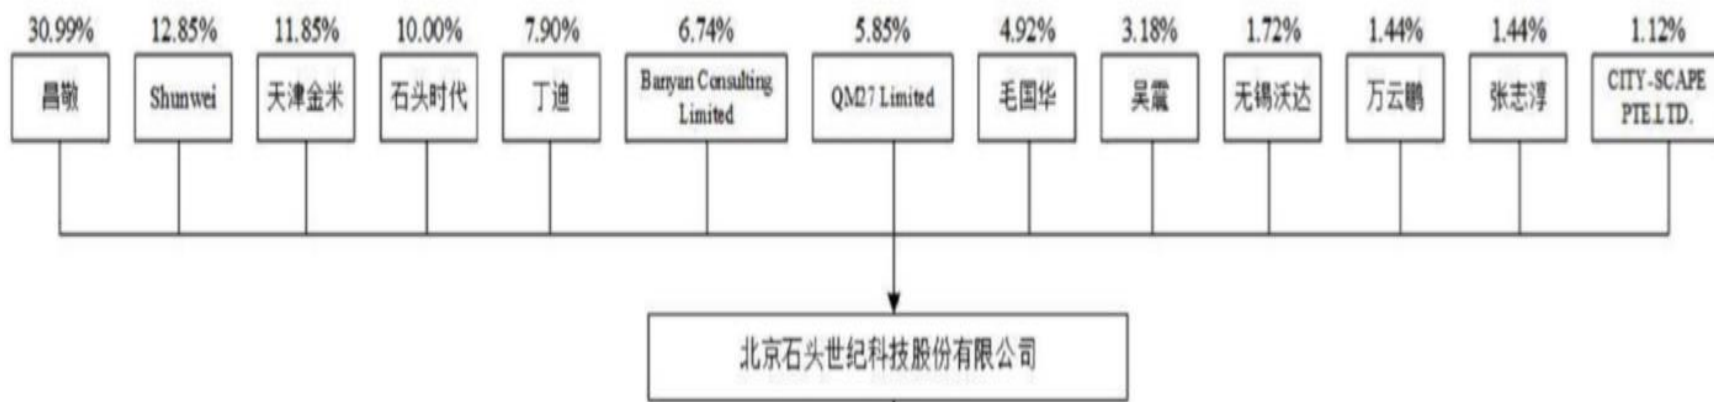 30.99% 12.85% 11.85% 10.00% 7.90% 6.74% 5.85% 4.92% 3.18% 1.72% 1.44% 1.44% 1.12%
昌敬
Shunwei
天津金米
石头时代
丁迪
Banyan Consulting
Limited
QM27 Limited
毛国华
吴震
无锡沃达
万云鹏
张志淳
CITY-SCAPE
PTE.LTD.
北京石头世纪科技股份有限公司